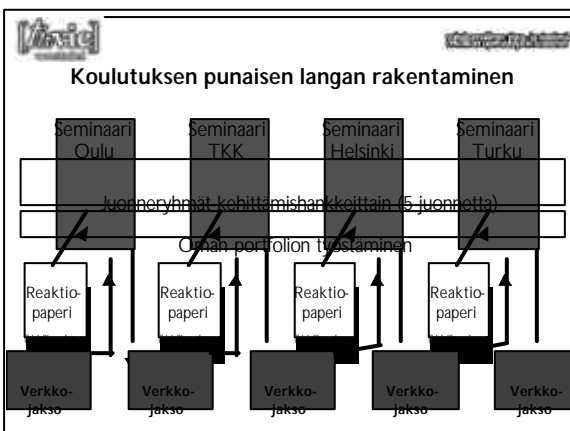 Koulutuksen punaisen langan rakentaminen
Seminaari Oulu
Seminaari TKK
Seminaari Helsinki
Seminaari Turku
Juonneryhmät kehittämishankkeittain (5 juonnetta)
Oman portfolion työstäminen
Reaktio-
paperi
Reaktio-
paperi
Reaktio-
paperi
Reaktio-
paperi
Verkko-
jakso
Verkko-
jakso
Verkko-
jakso
Verkko-
jakso
Verkko-
jakso